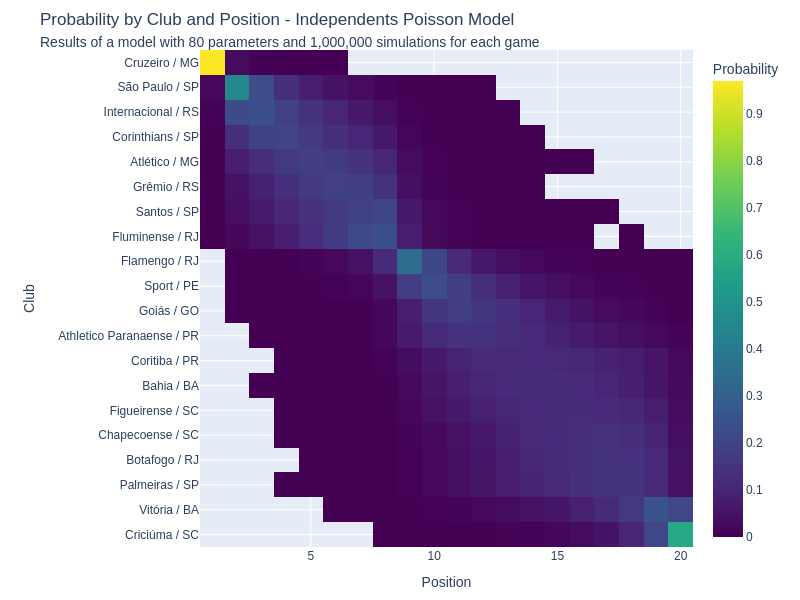 Probability by Club and Position - Independents Poisson Model
Results of a model with 80 parameters and 1,000,000 simulations for each game
Cruzeiro / MG
São Paulo / SP
Internacional / RS
Corinthians / SP
Atlético / MG
Grêmio / RS
Santos / SP
Fluminense / RJ
Flamengo / RJ
Sport / PE
Goiás / GO
Athletico Paranaense / PR
Coritiba / PR
Bahia / BA
Figueirense / SC
Chapecoense / SC
Botafogo / RJ
Palmeiras / SP
Vitória / BA
Criciúma / SC
Club
5 10 15 20
Position
Probability
0.9
0.8
0.7
0.6
0.5
0.4
0.3
0.2
0.1
0